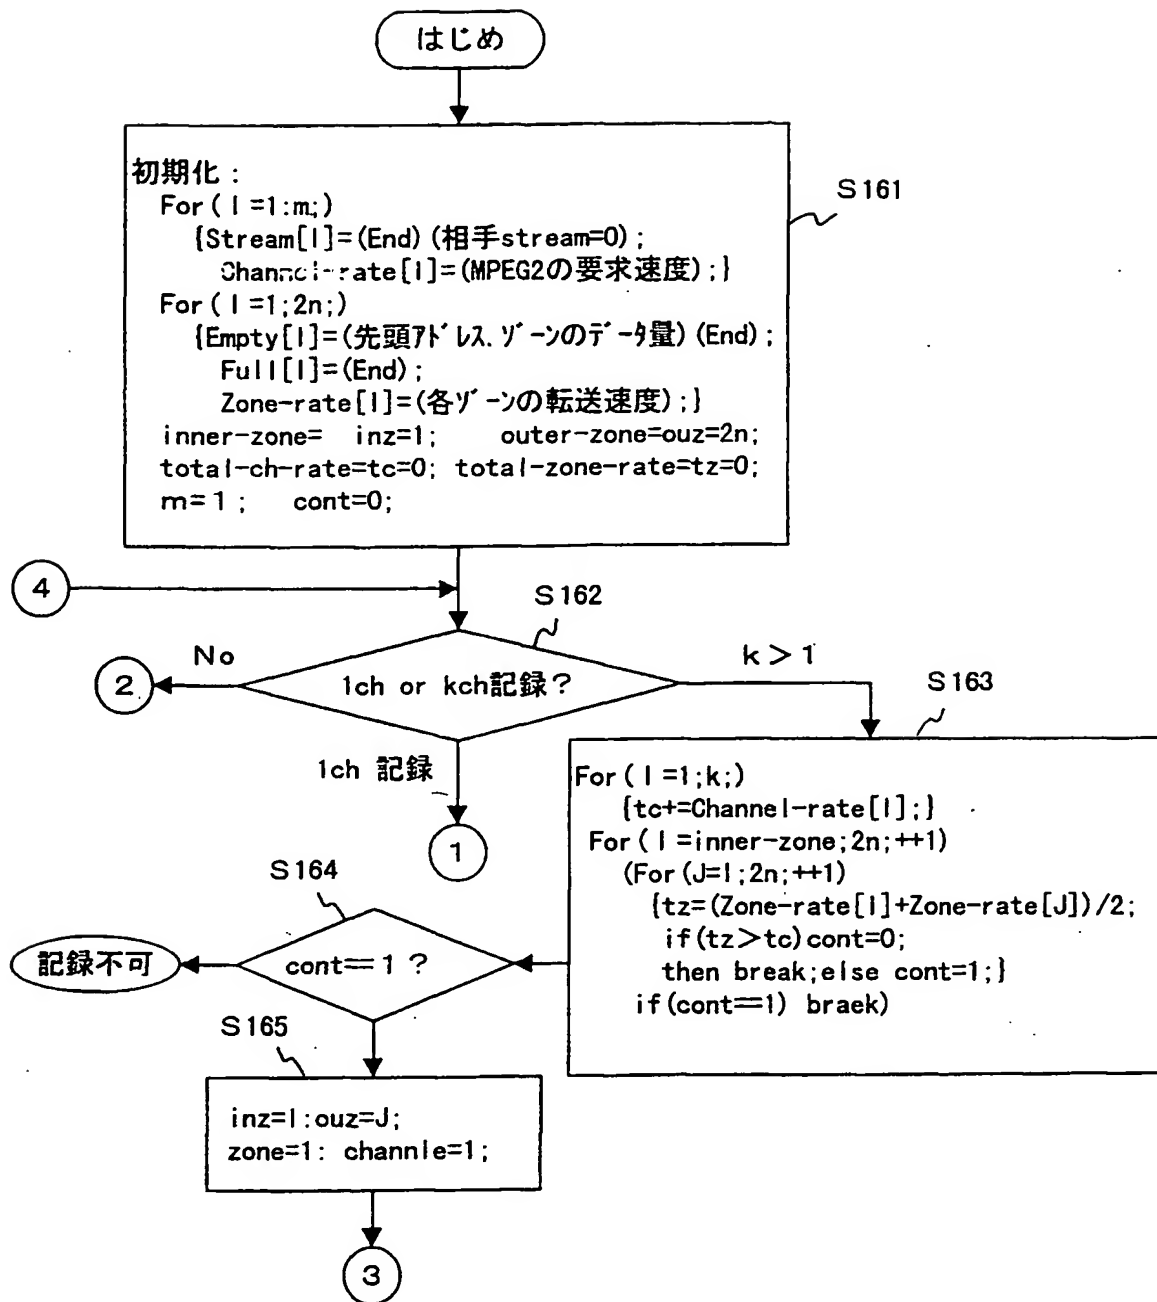 はじめ
初期化:
For(I=1:m;)
{Stream[I]=(End)(相手stream=0);
Channel-rate[I]=(MPEG2の要求速度);}
For(I=1;2n;)
{Empty[I]=(先頭アドレス、ゾーンのデータ量)(End);
Full[I]=(End);
Zone-rate[I]=(各ゾーンの転送速度);}
inner-zone= inz=1; outer-zone=ouz=2n;
total-ch-rate=tc=0; total-zone-rate=tz=0;
m=1; cont=0;
S161
4
S162
No
k>1
2
1ch or kch記録?
S163
1ch 記録
1
For(I=1;k;)
{tc+=Channel-rate[I];}
For(I=inner-zone;2n;++1)
(For(J=I;2n;++1)
{tz=(Zone-rate[I]+Zone-rate[J])/2;
if(tz>tc)cont=0;
then break;else cont=1;}
if(cont==1) braek)
S164
記録不可
cont==1?
S165
inz=I:ouz=J;
zone=1: channle=1;
3